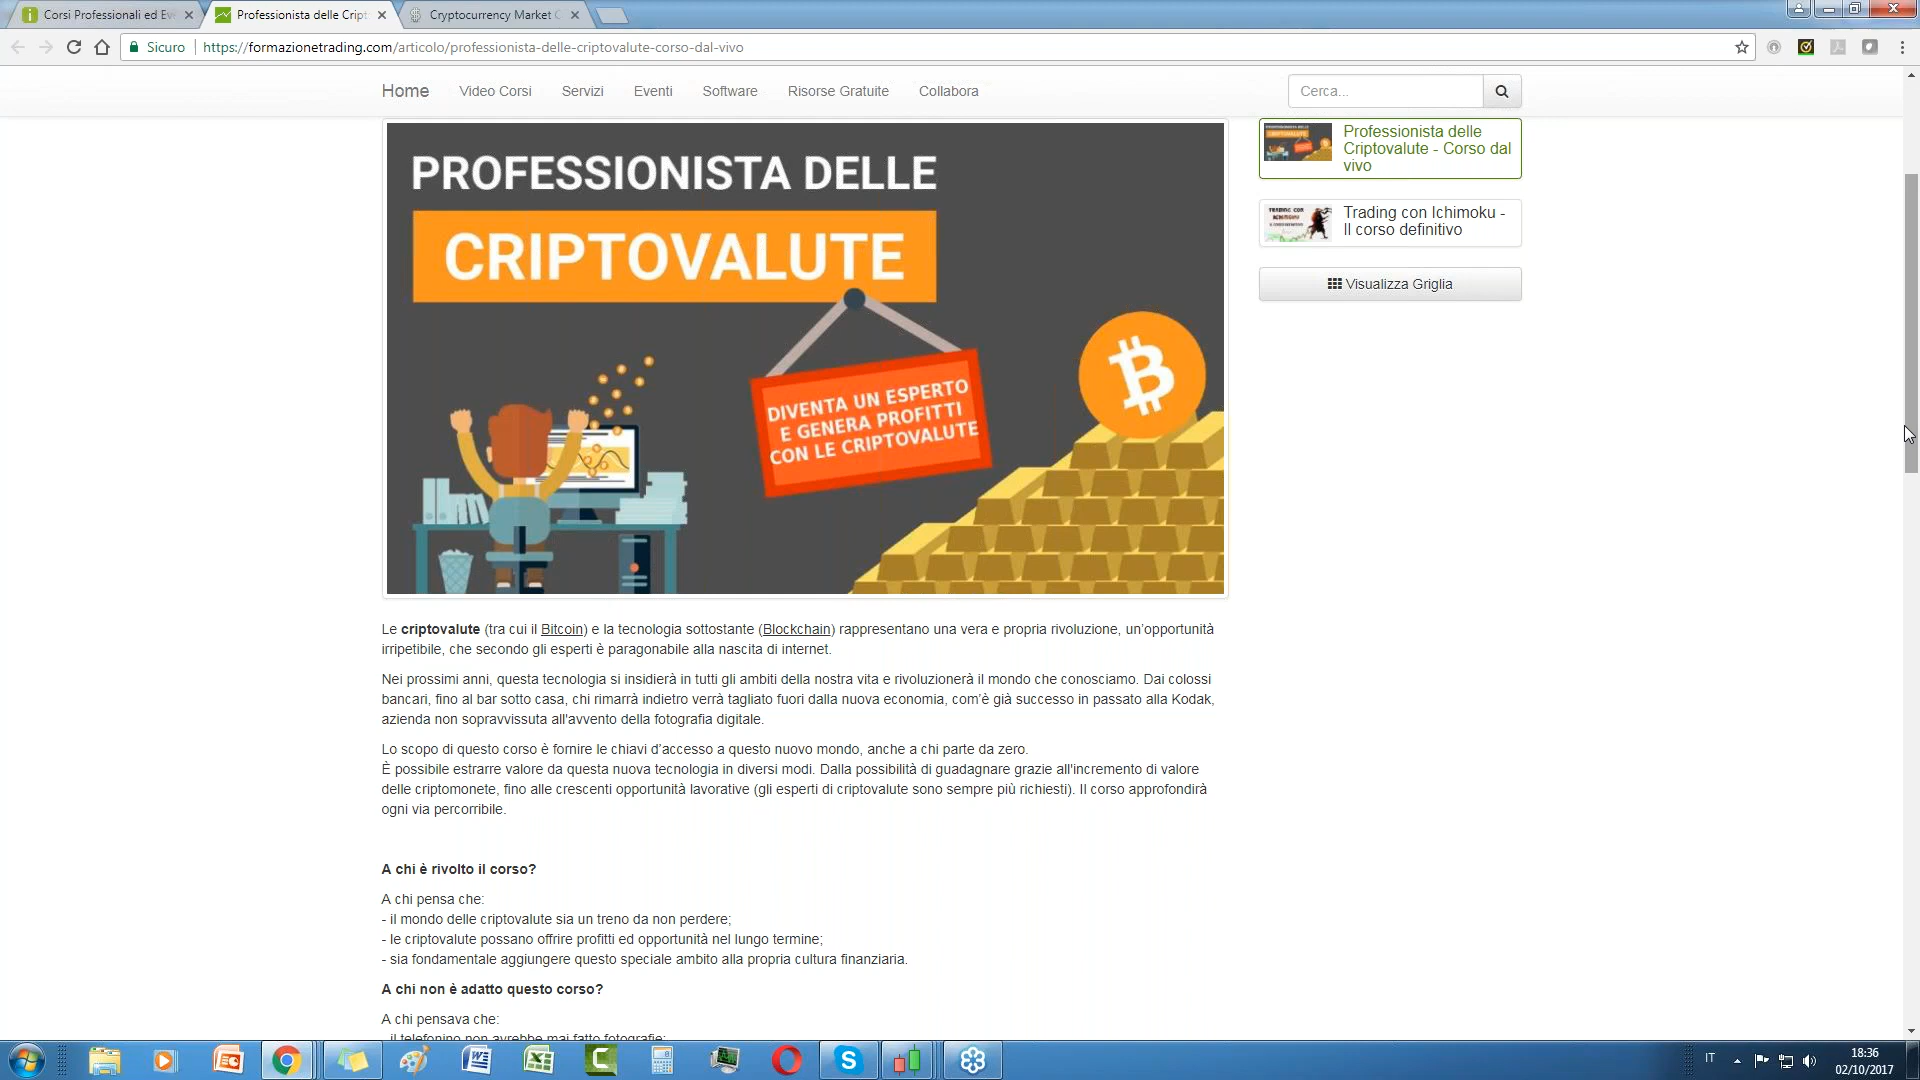 Corsi Professionali ed Ev
Professionista delle Cript
Cryptocurrency Market C
Sicuro
https://formazionetrading.com/articolo/professionista-delle-criptovalute-corso-dal-vivo
Home
Video Corsi
Servizi
Eventi
Software
Risorse Gratuite
Collabora
Cerca...
PROFESSIONISTA DELLE
CRIPTOVALUTE
DIVENTA UN ESPERTO
E GENERA PROFITTI
CON LE CRIPTOVALUTE
Professionista delle
Criptovalute - Corso dal
vivo
TRADING CON
ICHIMOKU
Trading con Ichimoku -
Il corso definitivo
Visualizza Griglia
Le criptovalute (tra cui il Bitcoin) e la tecnologia sottostante (Blockchain) rappresentano una vera e propria rivoluzione, un'opportunità
irripetibile, che secondo gli esperti è paragonabile alla nascita di internet.
Nei prossimi anni, questa tecnologia si insidierà in tutti gli ambiti della nostra vita e rivoluzionerà il mondo che conosciamo. Dai colossi
bancari, fino al bar sotto casa, chi rimarrà indietro verrà tagliato fuori dalla nuova economia, com'è già successo in passato alla Kodak,
azienda non sopravvissuta all'avvento della fotografia digitale.
Lo scopo di questo corso è fornire le chiavi d'accesso a questo nuovo mondo, anche a chi parte da zero.
È possibile estrarre valore da questa nuova tecnologia in diversi modi. Dalla possibilità di guadagnare grazie all'incremento di valore
delle criptomonete, fino alle crescenti opportunità lavorative (gli esperti di criptovalute sono sempre più richiesti). Il corso approfondirà
ogni via percorribile.
A chi è rivolto il corso?
A chi pensa che:
- il mondo delle criptovalute sia un treno da non perdere;
- le criptovalute possano offrire profitti ed opportunità nel lungo termine;
- sia fondamentale aggiungere questo speciale ambito alla propria cultura finanziaria.
A chi non è adatto questo corso?
A chi pensava che:
- il telefonino non avrebbe mai fatto fotografie;
IT
18:36
02/10/2017